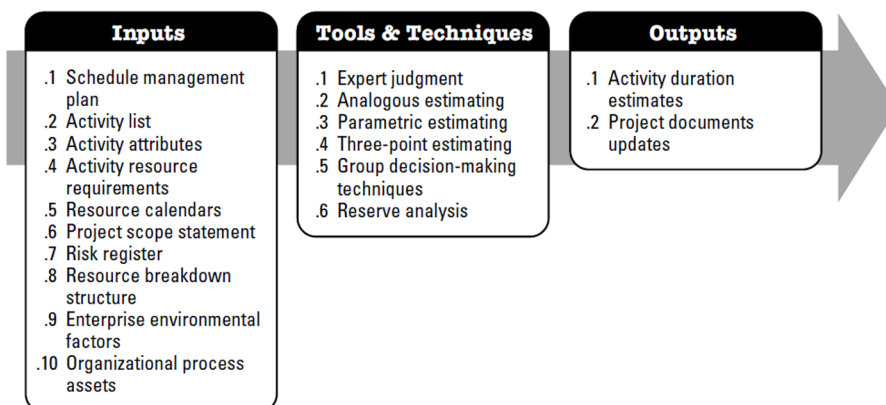 Inputs
.1 Schedule management
plan
.2 Activity list
.3 Activity attributes
.4 Activity resource
requirements
.5 Resource calendars
.6 Project scope statement
.7 Risk register
.8 Resource breakdown
structure
.9 Enterprise environmental
factors
.10 Organizational process
assets
Tools & Techniques
.1 Expert judgment
.2 Analogous estimating
.3 Parametric estimating
.4 Three-point estimating
.5 Group decision-making
techniques
.6 Reserve analysis
Outputs
.1 Activity duration
estimates
.2 Project documents
updates